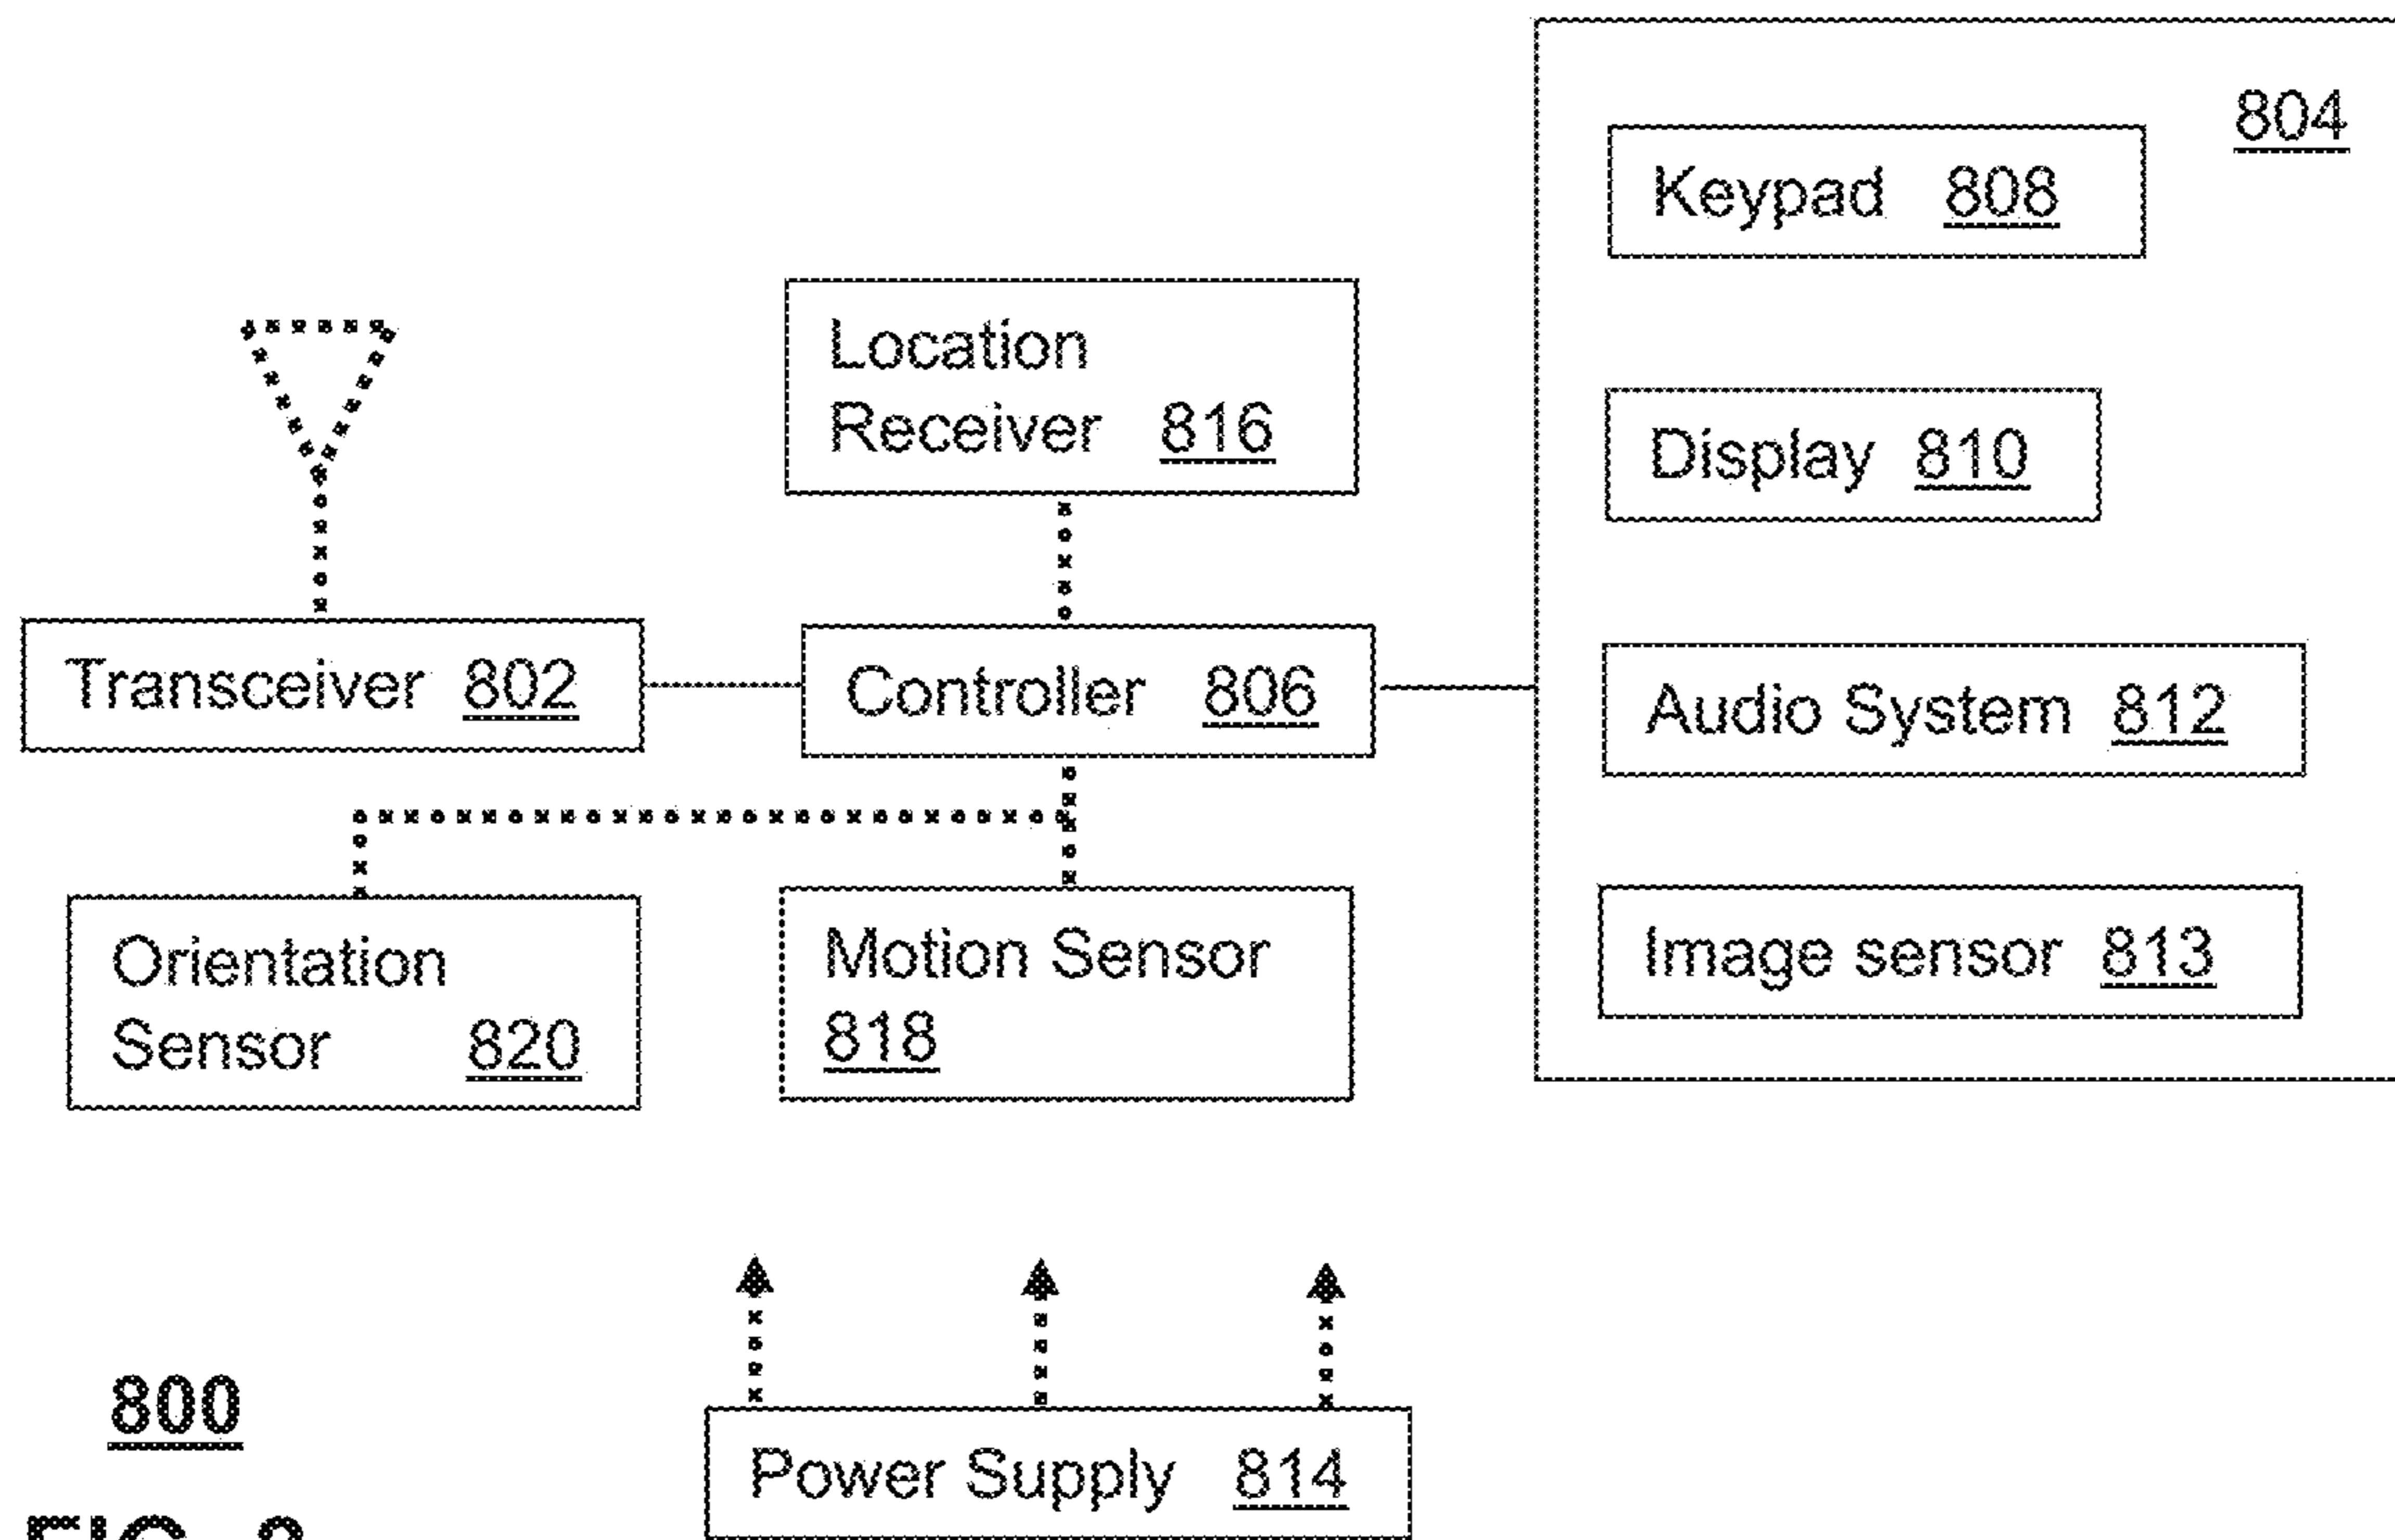 804
Keypad 808
Location
Receiver 816
Display 810
Transceiver 802
Controller 806
Audio System 812
Orientation
Sensor 820
Motion Sensor
818
Image sensor 813
800
Power Supply 814